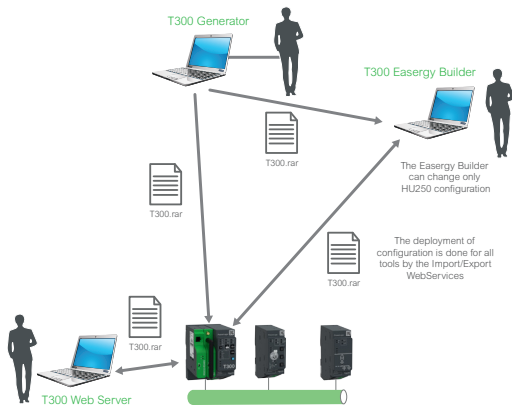 T300 Generator
T300 Easergy Builder
T300.rar
The Easergy Builder
can change only
HU250 configuration
T300.rar
The deployment of
configuration is done for all
tools by the Import/Export
WebServices
T300.rar
T300.rar
T300
T300 Web Server